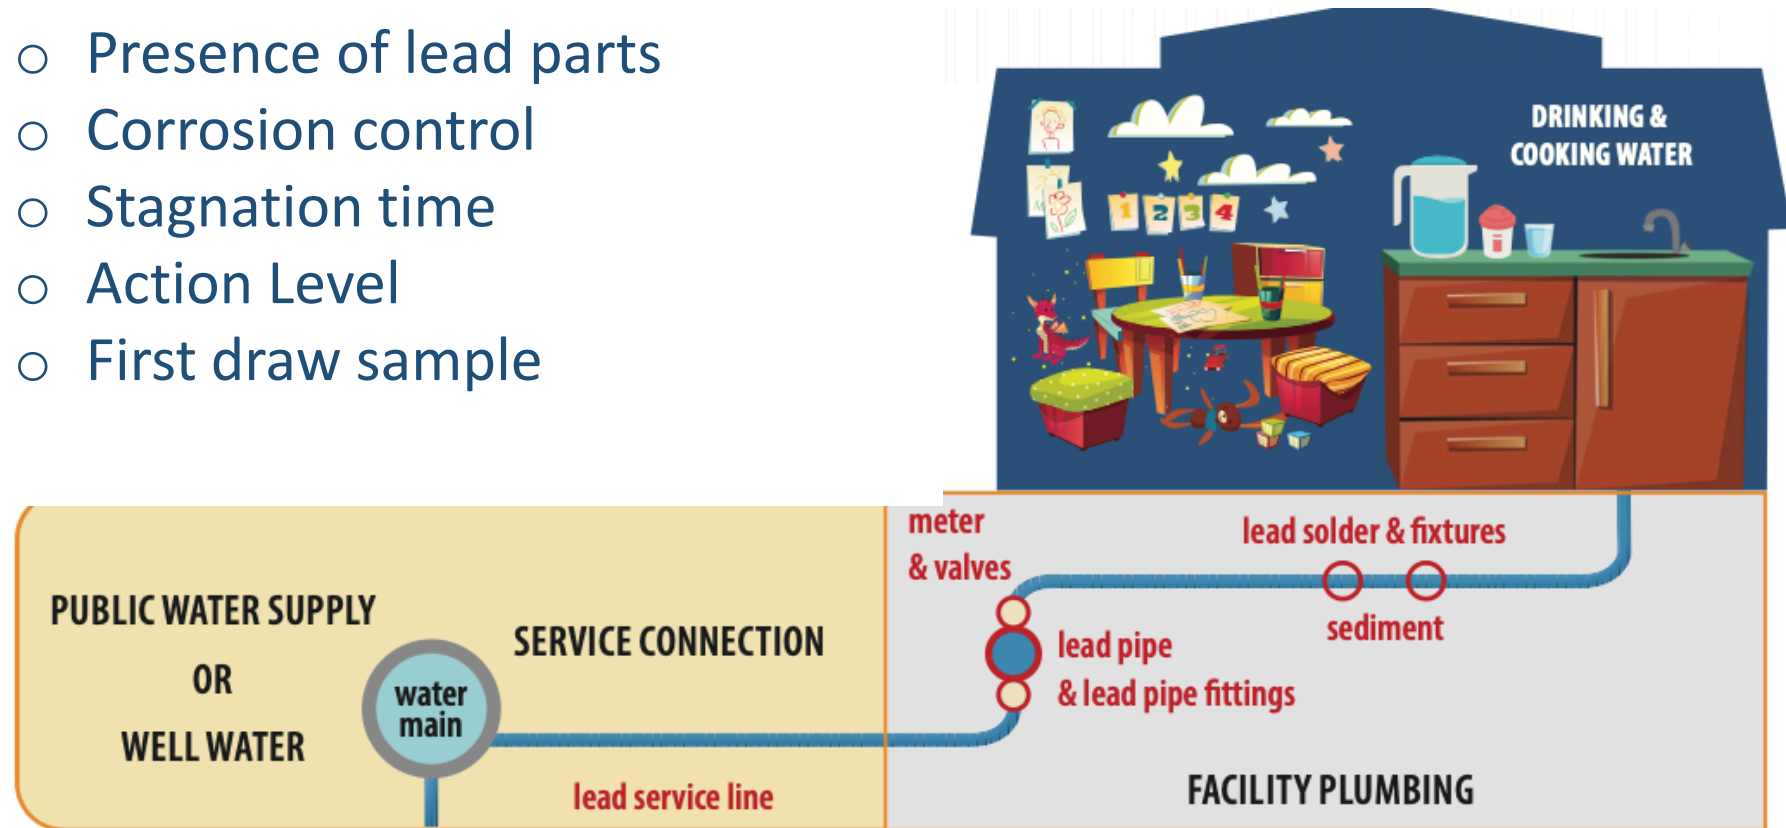 Presence of lead parts
Corrosion control
Stagnation time
Action Level
First draw sample
DRINKING &
COOKING WATER
1 2 3 4
meter
& valves
lead solder & fixtures
sediment
lead pipe
& lead pipe fittings
PUBLIC WATER SUPPLY
OR
WELL WATER
water
main
SERVICE CONNECTION
lead service line
FACILITY PLUMBING